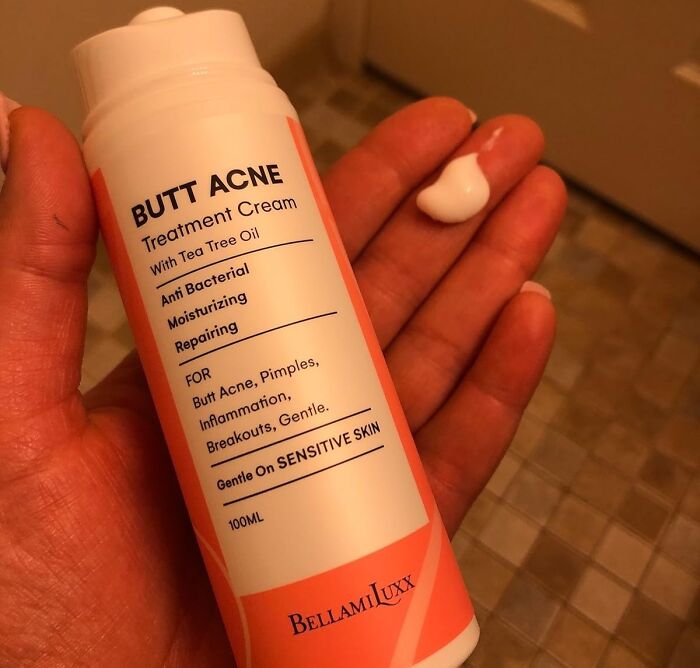 BUTT ACNE
Treatment Cream
With Tea Tree Oil
Anti Bacterial
Moisturizing
Repairing
FOR
Butt Acne, Pimples,
Inflammation,
Breakouts, Gentle.
Gentle On SENSITIVE SKIN
100ML
BELLAMILUXX